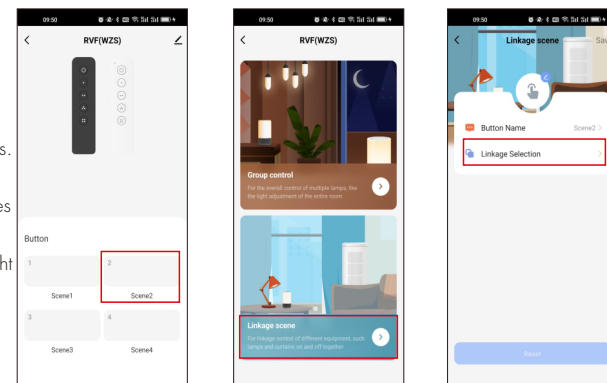 s.
es
ht
09:50
RVF(WZS)
Button
1
2
Scene1
Scene2
3
4
Scene3
Scene4
09:50
RVF(WZS)
Group control
For the overall control of multiple lamps, like
the light adjustment of the entire room
Linkage scene
For linkage control of different equipment, such
lamps and curtains on and off together
09:50
Linkage scene
Sav
Button Name
Scene2
Linkage Selection
Reset